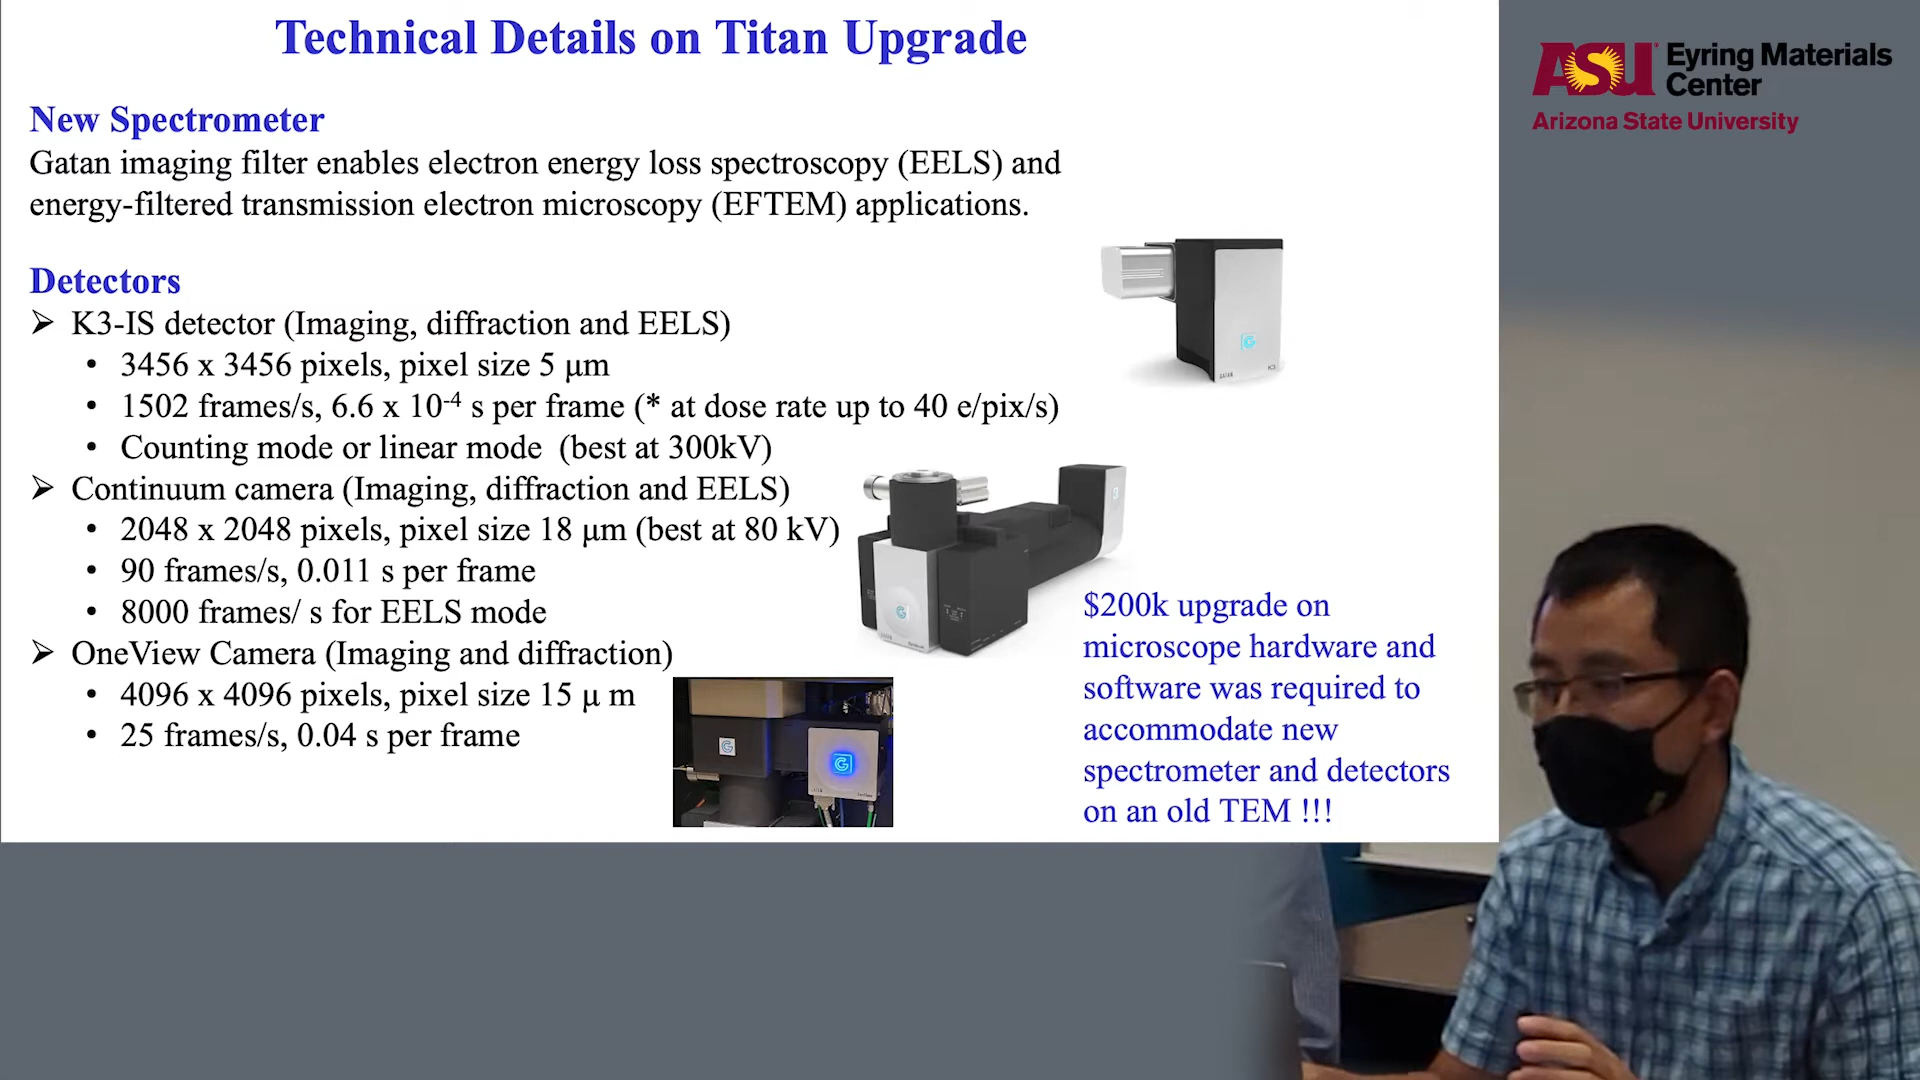 Technical Details on Titan Upgrade
ASU Eyring Materials
Center
Arizona State University
New Spectrometer
Gatan imaging filter enables electron energy loss spectroscopy (EELS) and
energy-filtered transmission electron microscopy (EFTEM) applications.
Detectors
➢ K3-IS detector (Imaging, diffraction and EELS)
• 3456 x 3456 pixels, pixel size 5 μm
• 1502 frames/s, 6.6 x 10⁻⁴ s per frame (* at dose rate up to 40 e/pix/s)
• Counting mode or linear mode (best at 300kV)
➢ Continuum camera (Imaging, diffraction and EELS)
• 2048 x 2048 pixels, pixel size 18 μm (best at 80 kV)
• 90 frames/s, 0.011 s per frame
• 8000 frames/ s for EELS mode
➢ OneView Camera (Imaging and diffraction)
• 4096 x 4096 pixels, pixel size 15 μ m
• 25 frames/s, 0.04 s per frame
$200k upgrade on
microscope hardware and
software was required to
accommodate new
spectrometer and detectors
on an old TEM !!!
GATAN
K3